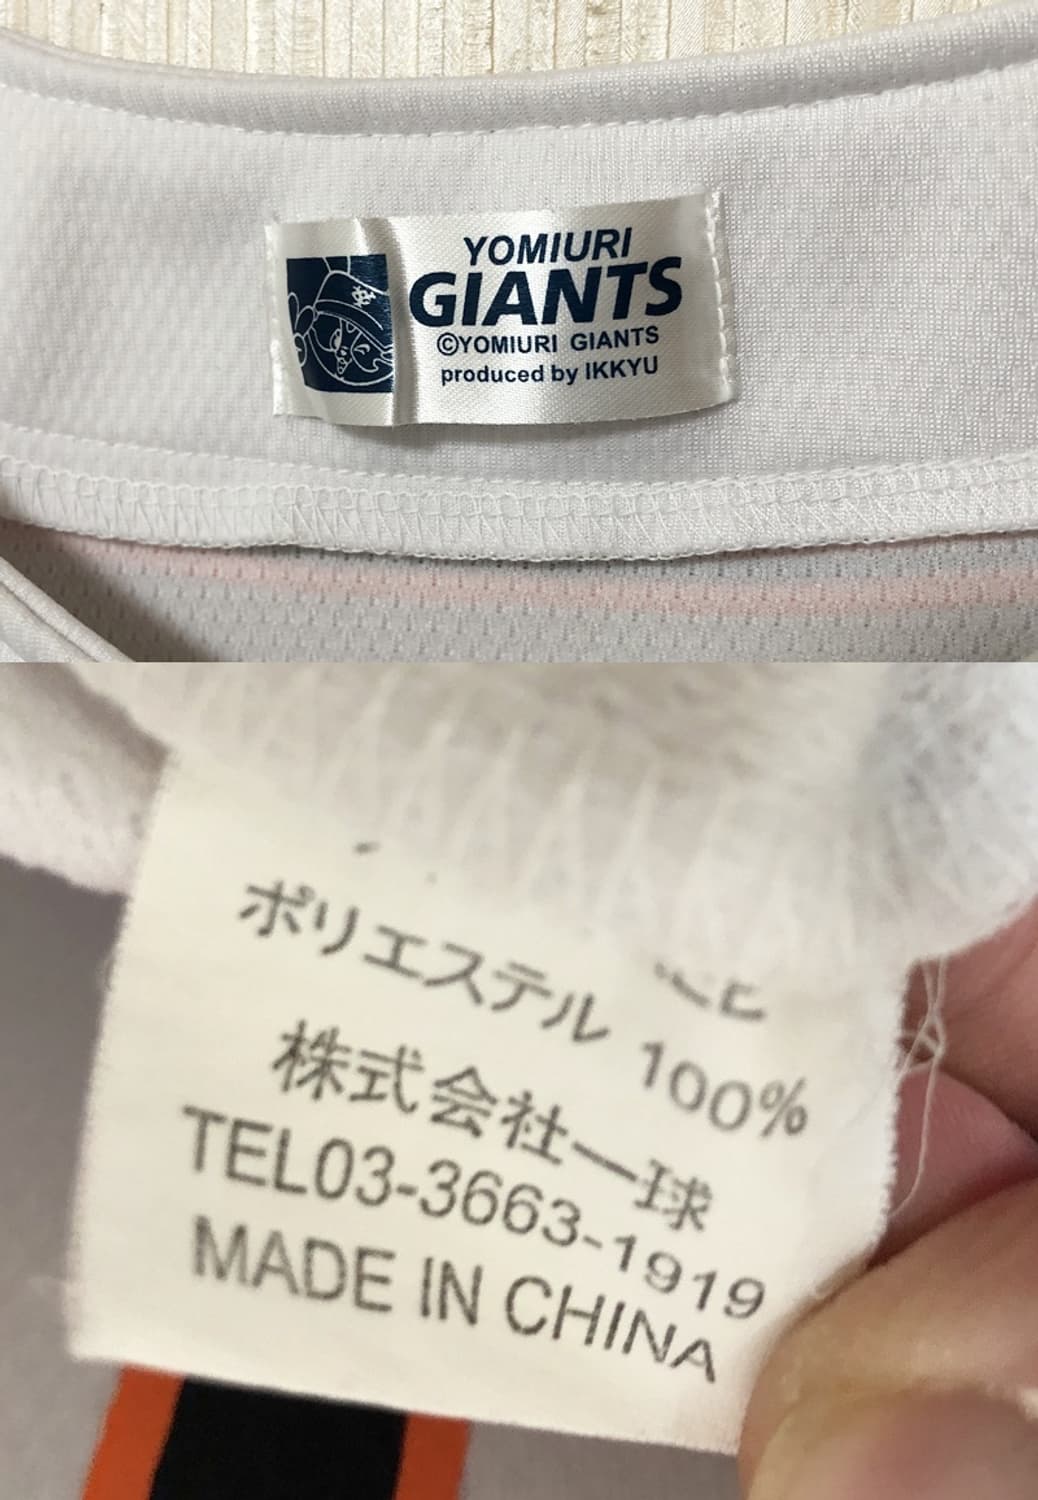 YOMIURI
GIANTS
©YOMIURI GIANTS
produced by IKKYU
ポリエステル 100%
株式会社一球
TEL03-3663-1919
MADE IN CHINA